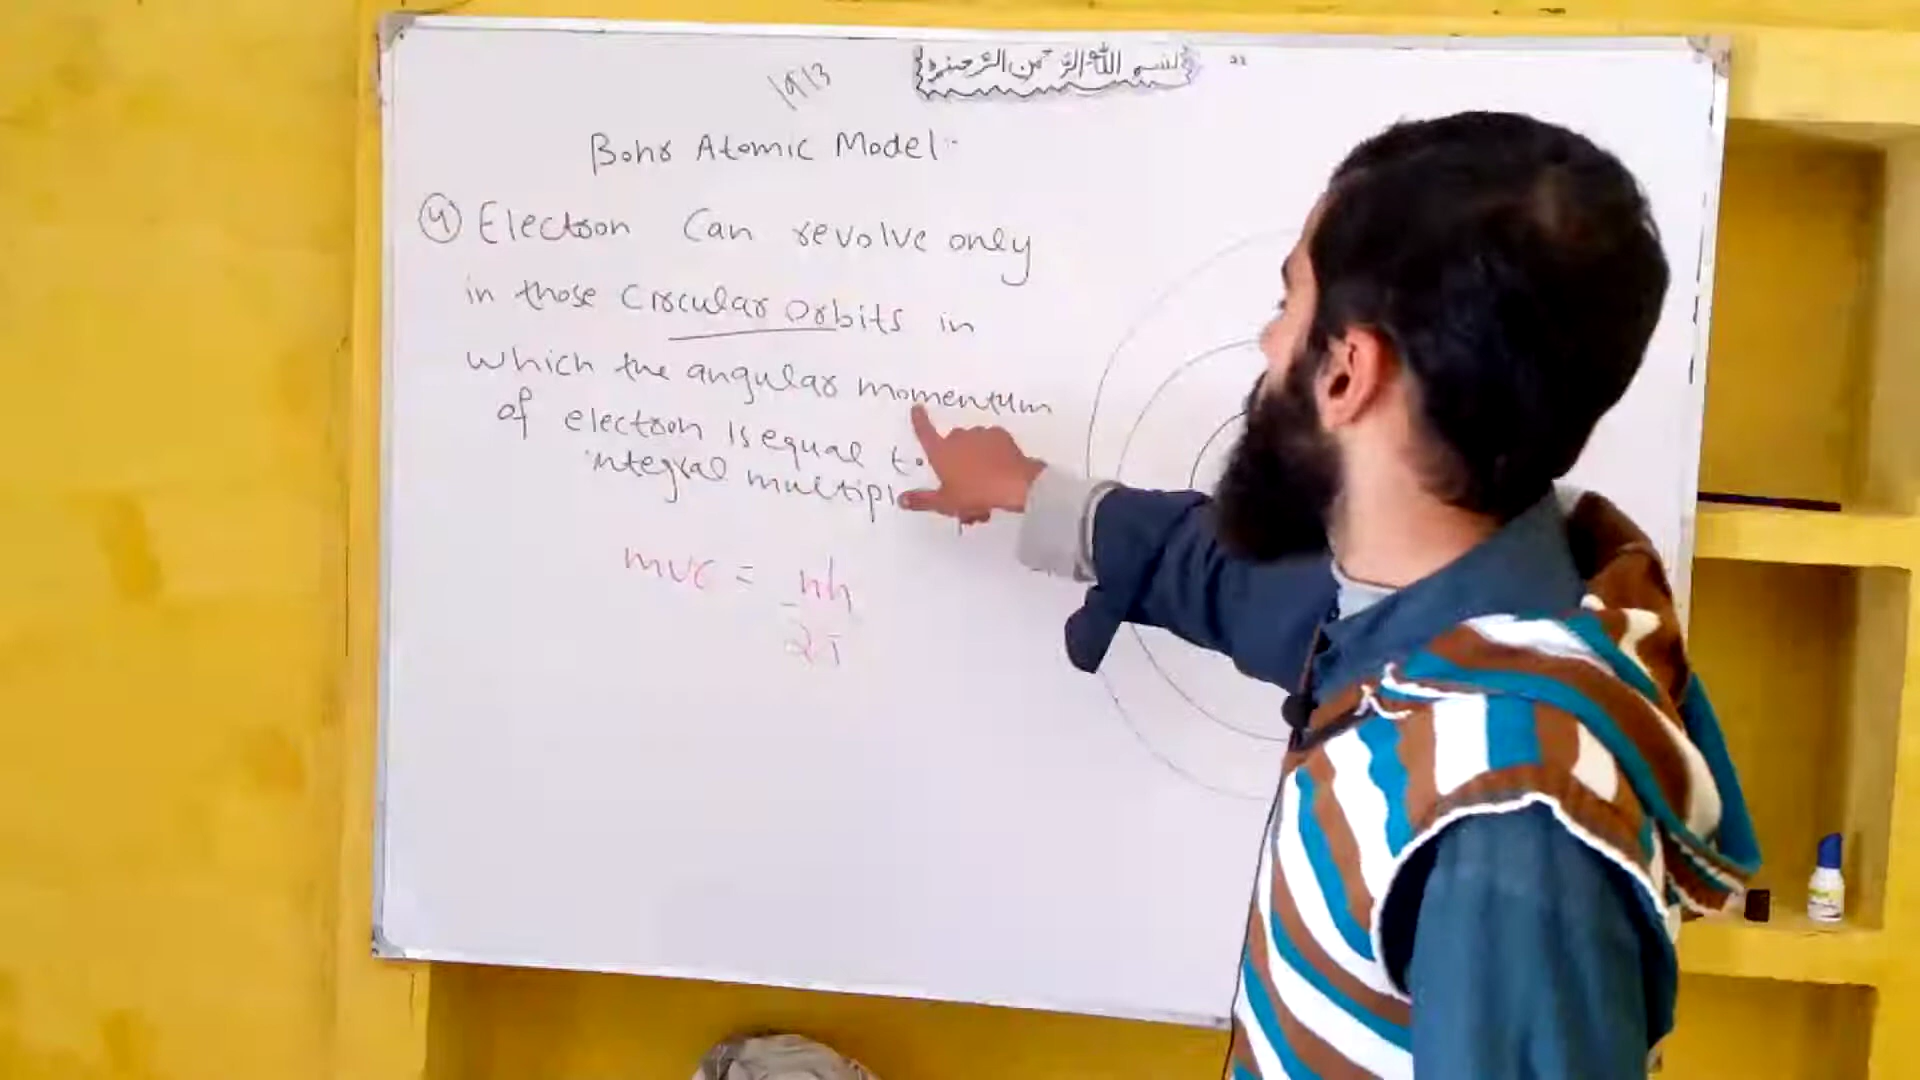 بسم الله الرحمن الرحيم
1913
Bohr Atomic Model:-
④ Electron Can revolve only
in those Circular Orbits in
which the angular momentum
of electron is equal to
integral multiple
mvr = nh
2π